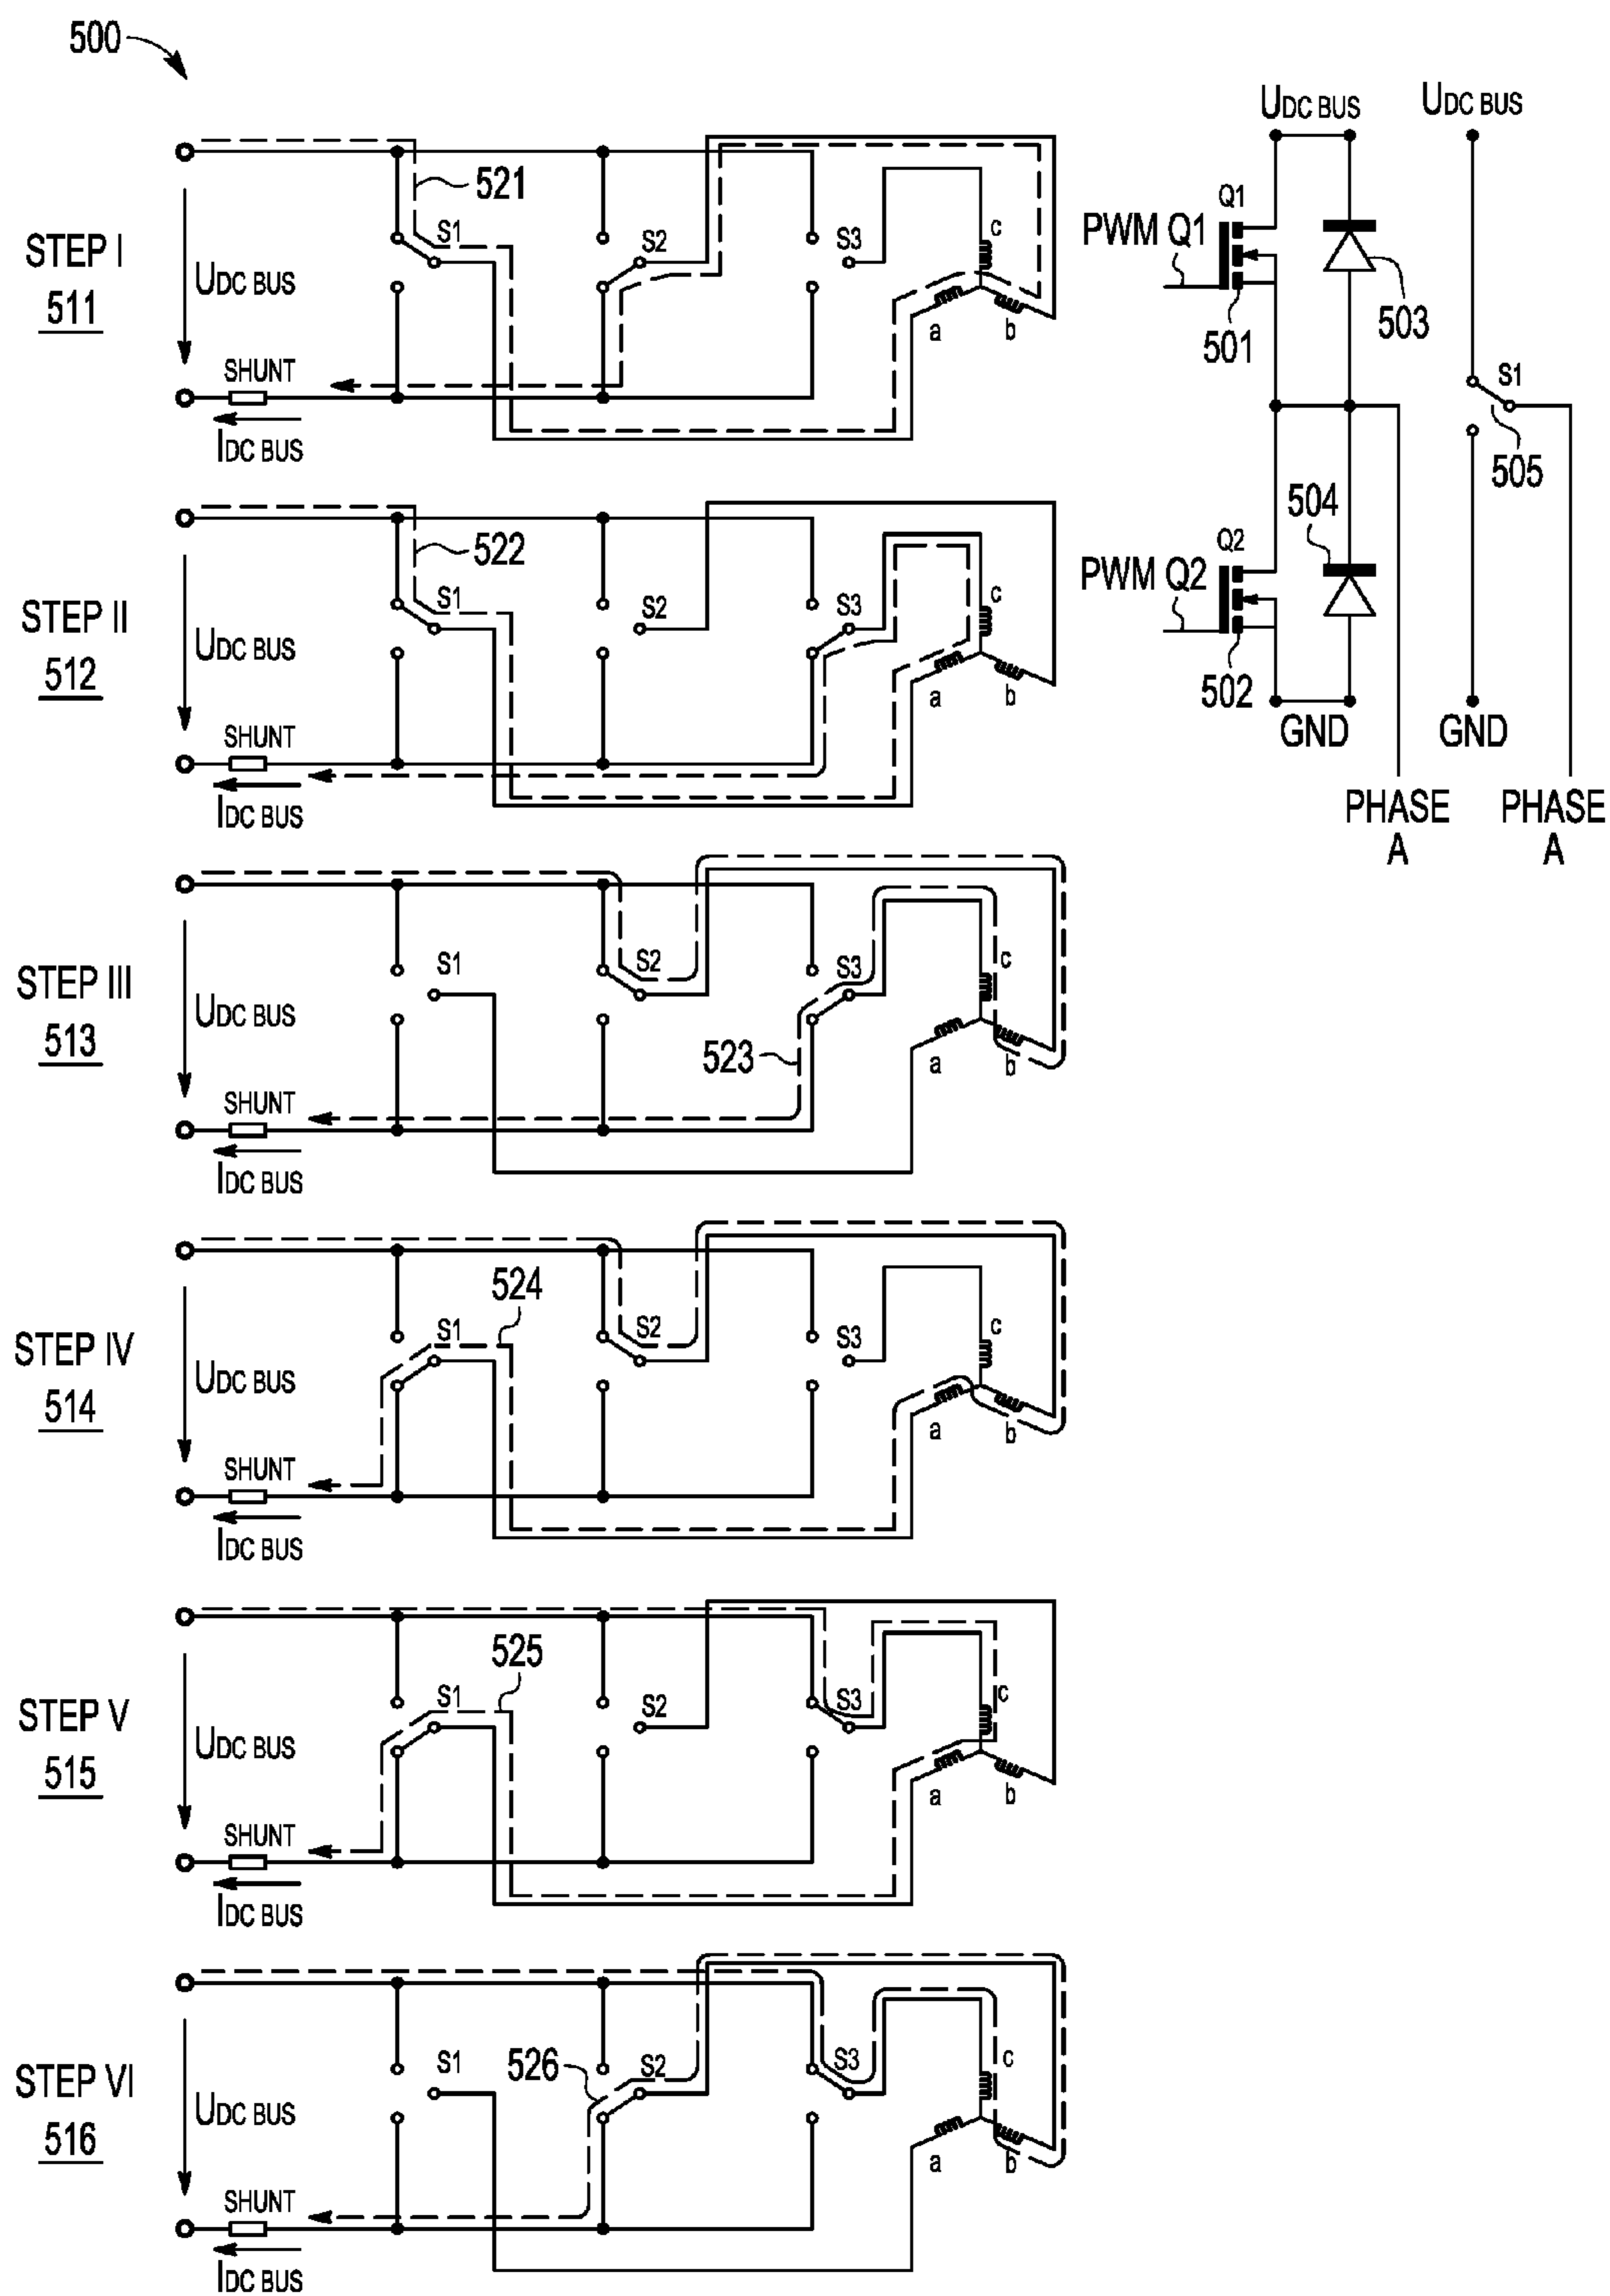 500
STEP I
511
UDC BUS
SHUNT
IDC BUS
521
S1
S2
S3
c
a
b
STEP II
512
UDC BUS
SHUNT
IDC BUS
522
S1
S2
S3
c
a
b
STEP III
513
UDC BUS
SHUNT
IDC BUS
S1
S2
S3
523
c
a
b
STEP IV
514
UDC BUS
SHUNT
IDC BUS
524
S1
S2
S3
c
a
b
STEP V
515
UDC BUS
SHUNT
IDC BUS
525
S1
S2
S3
c
a
b
STEP VI
516
UDC BUS
SHUNT
IDC BUS
526
S1
S2
S3
c
a
b
UDC BUS
Q1
PWM Q1
501
503
Q2
PWM Q2
502
504
GND
PHASE
A
UDC BUS
S1
505
GND
PHASE
A